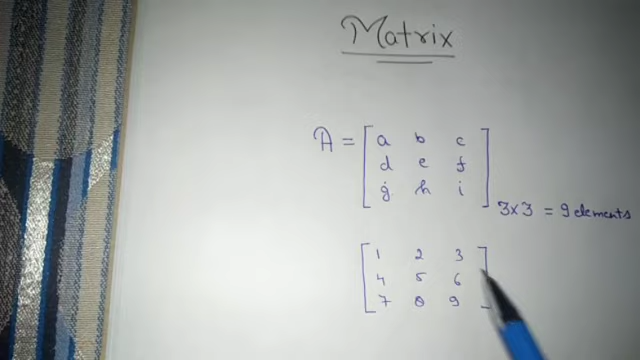 Matrix
A = [ a b c
d e f
g h i ] 3x3 = 9 elements
[ 1 2 3
4 5 6
7 8 9 ]